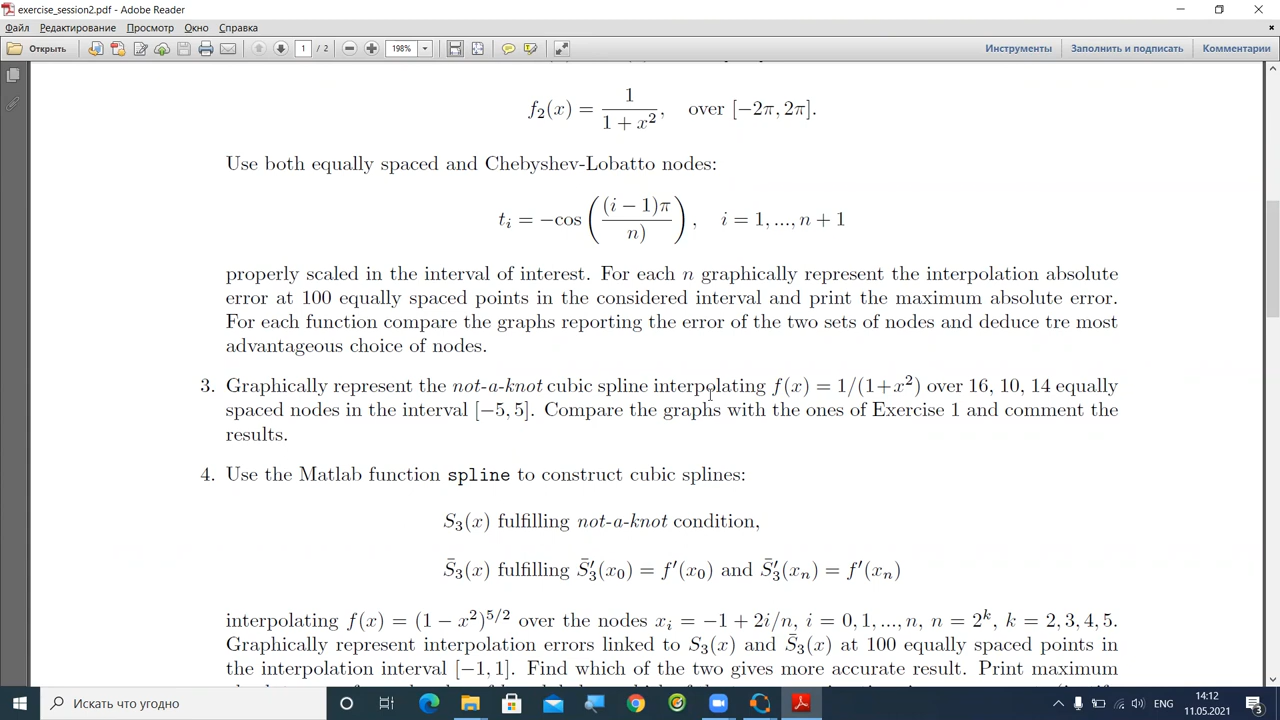 exercise_session2.pdf - Adobe Reader
Файл Редактирование Просмотр Окно Справка
Открыть 1 / 2 198% Инструменты Заполнить и подписать Комментарии
f₂(x) = 1/(1 + x²), over [−2π, 2π].
Use both equally spaced and Chebyshev-Lobatto nodes:
tᵢ = −cos ( (i − 1)π / n) ), i = 1, ..., n + 1
properly scaled in the interval of interest. For each n graphically represent the interpolation absolute
error at 100 equally spaced points in the considered interval and print the maximum absolute error.
For each function compare the graphs reporting the error of the two sets of nodes and deduce tre most
advantageous choice of nodes.
3. Graphically represent the not-a-knot cubic spline interpolating f(x) = 1/(1+x²) over 16, 10, 14 equally
spaced nodes in the interval [−5, 5]. Compare the graphs with the ones of Exercise 1 and comment the
results.
4. Use the Matlab function spline to construct cubic splines:
S₃(x) fulfilling not-a-knot condition,
S̄₃(x) fulfilling S̄′₃(x₀) = f′(x₀) and S̄′₃(xₙ) = f′(xₙ)
interpolating f(x) = (1 − x²)^5/2 over the nodes xᵢ = −1 + 2i/n, i = 0, 1, ..., n, n = 2ᵏ, k = 2, 3, 4, 5.
Graphically represent interpolation errors linked to S₃(x) and S̄₃(x) at 100 equally spaced points in
the interpolation interval [−1, 1]. Find which of the two gives more accurate result. Print maximum
Искать что угодно
ENG
14:12
11.05.2021
3